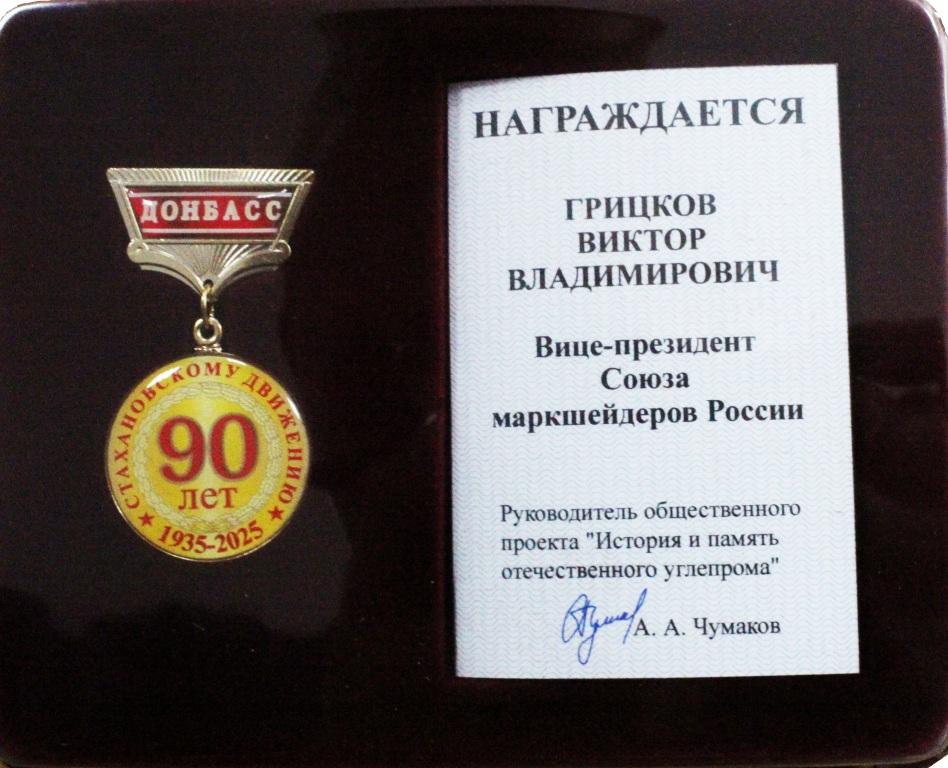 ДОНБАСС
СТАХАНОВСКОМУ ДВИЖЕНИЮ
90
лет
★ 1935-2025 ★
НАГРАЖДАЕТСЯ
ГРИЦКОВ
ВИКТОР
ВЛАДИМИРОВИЧ
Вице-президент
Союза
маркшейдеров России
Руководитель общественного
проекта "История и память
отечественного углепрома"
А. А. Чумаков